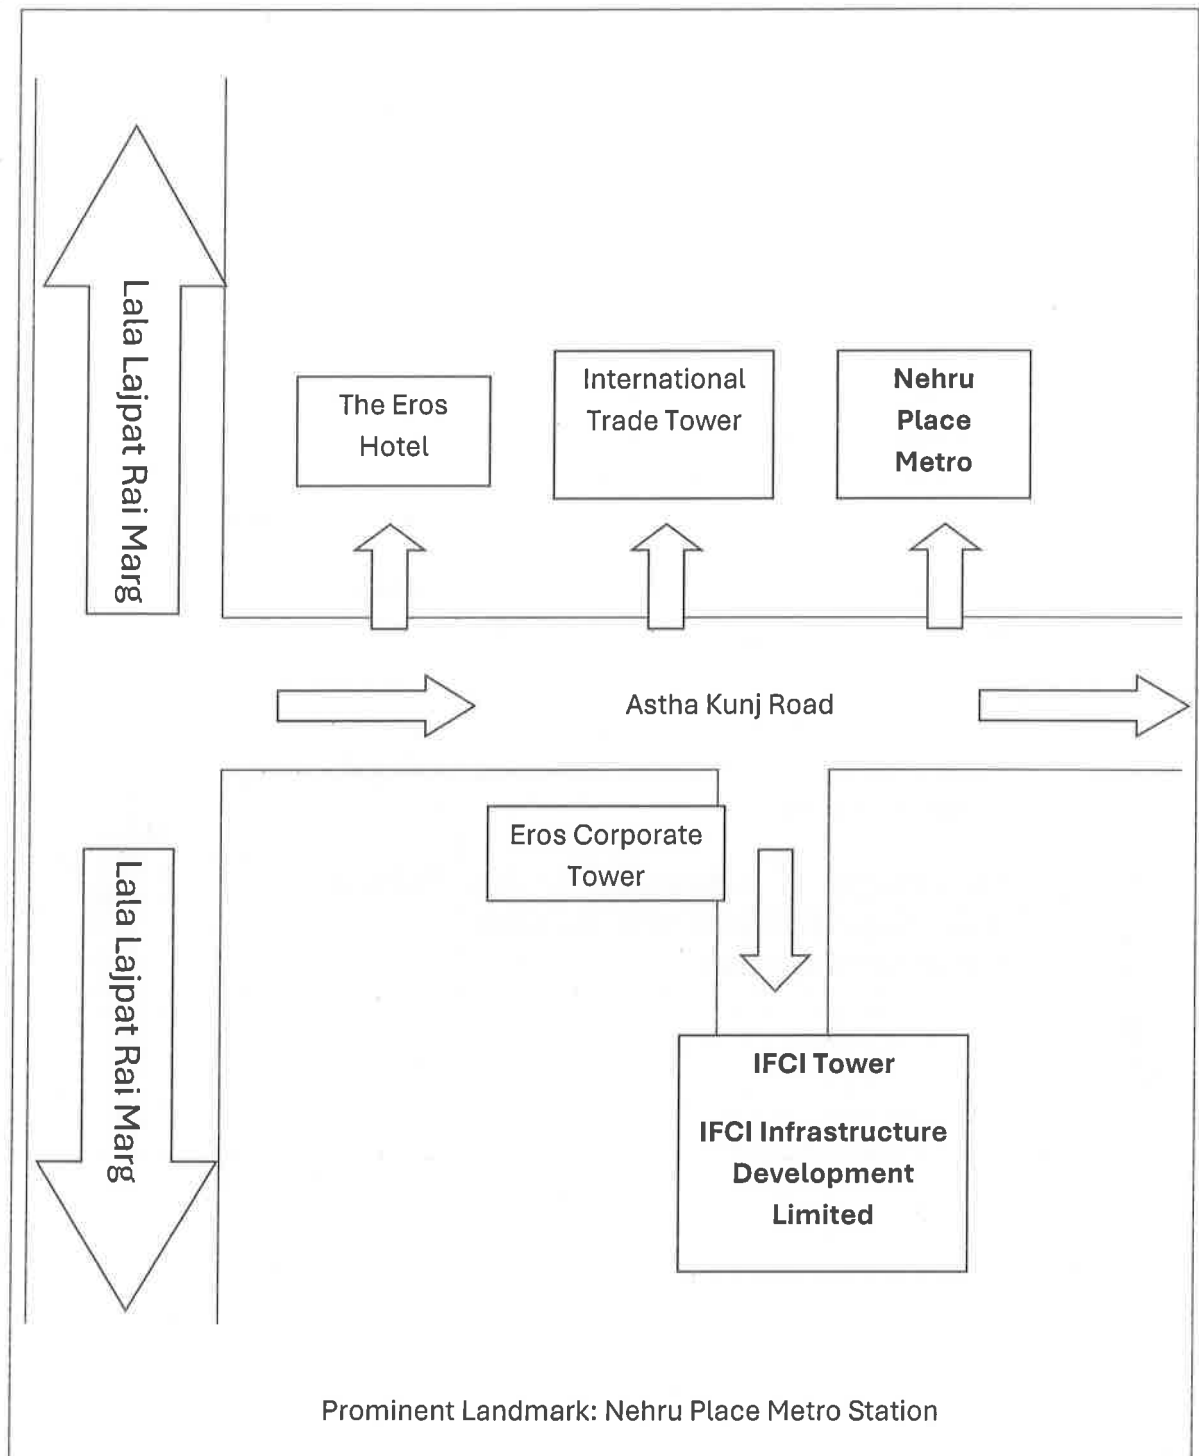 Lala Lajpat Rai Marg
The Eros
Hotel
International
Trade Tower
Nehru
Place
Metro
Astha Kunj Road
Eros Corporate
Tower
Lala Lajpat Rai Marg
IFCI Tower
IFCI Infrastructure
Development
Limited
Prominent Landmark: Nehru Place Metro Station